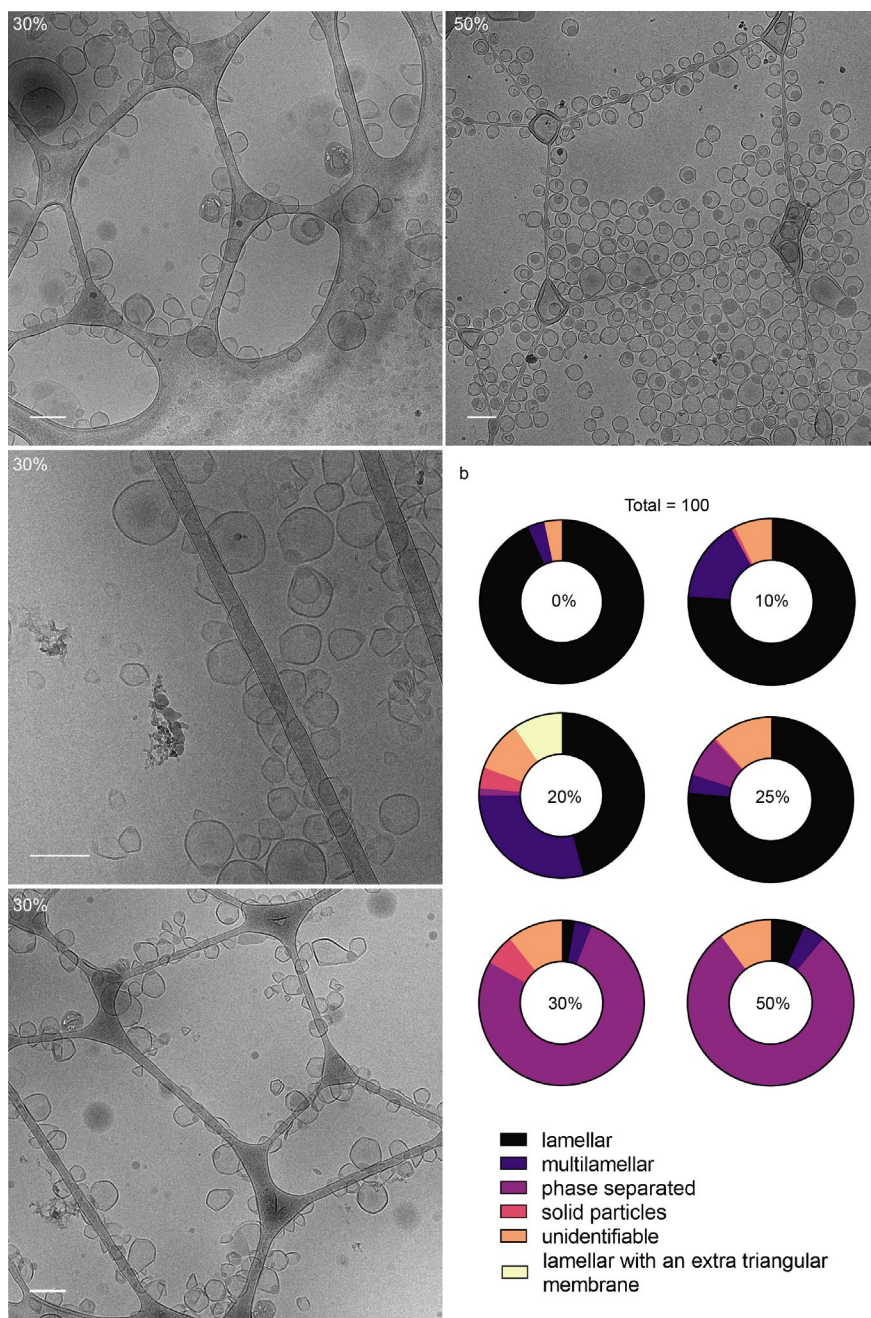 30%
50%
30%
30%
b
Total = 100
0%
10%
20%
25%
30%
50%
lamellar
multilamellar
phase separated
solid particles
unidentifiable
lamellar with an extra triangular
membrane